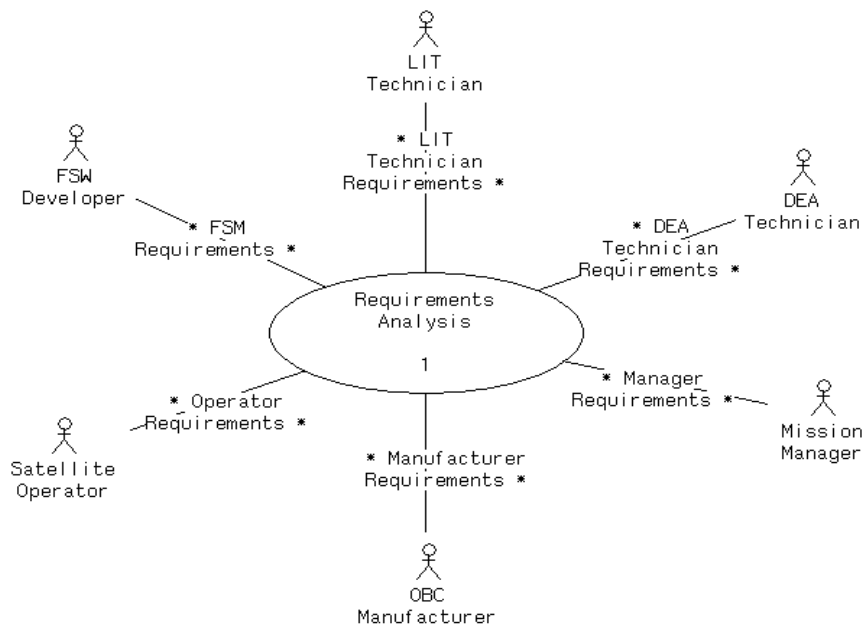 LIT
Technician
* LIT
Technician
Requirements *
FSW
Developer
* FSM
Requirements *
DEA
Technician
* DEA
Technician
Requirements *
Requirements
Analysis
1
* Manager
Requirements *
Mission
Manager
* Operator
Requirements *
Satellite
Operator
* Manufacturer
Requirements *
OBC
Manufacturer